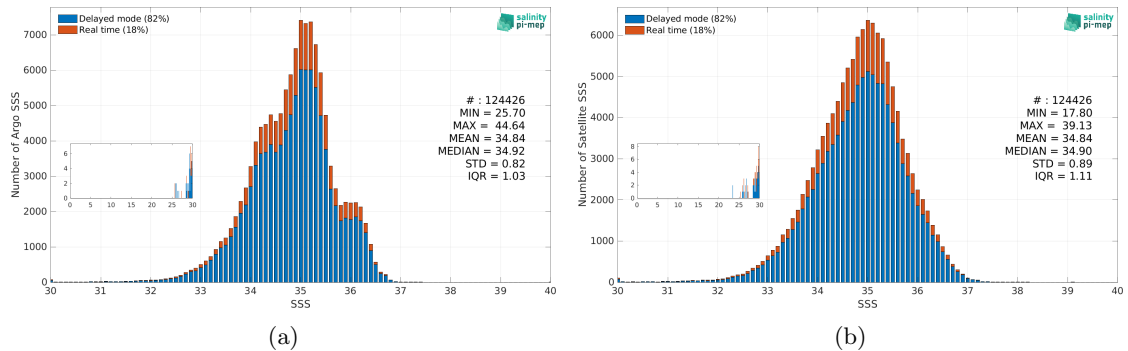 Delayed mode (82%)
Real time (18%)
salinity
pi-mep
7000
6000
5000
4000
3000
2000
1000
0
Number of Argo SSS
# : 124426
MIN = 25.70
MAX = 44.64
MEAN = 34.84
MEDIAN = 34.92
STD = 0.82
IQR = 1.03
6
4
2
0
0 5 10 15 20 25 30
30 31 32 33 34 35 36 37 38 39 40
SSS
(a)
Delayed mode (82%)
Real time (18%)
salinity
pi-mep
6000
5000
4000
3000
2000
1000
0
Number of Satellite SSS
# : 124426
MIN = 17.80
MAX = 39.13
MEAN = 34.84
MEDIAN = 34.90
STD = 0.89
IQR = 1.11
8
6
4
2
0
0 5 10 15 20 25 30
30 31 32 33 34 35 36 37 38 39 40
SSS
(b)